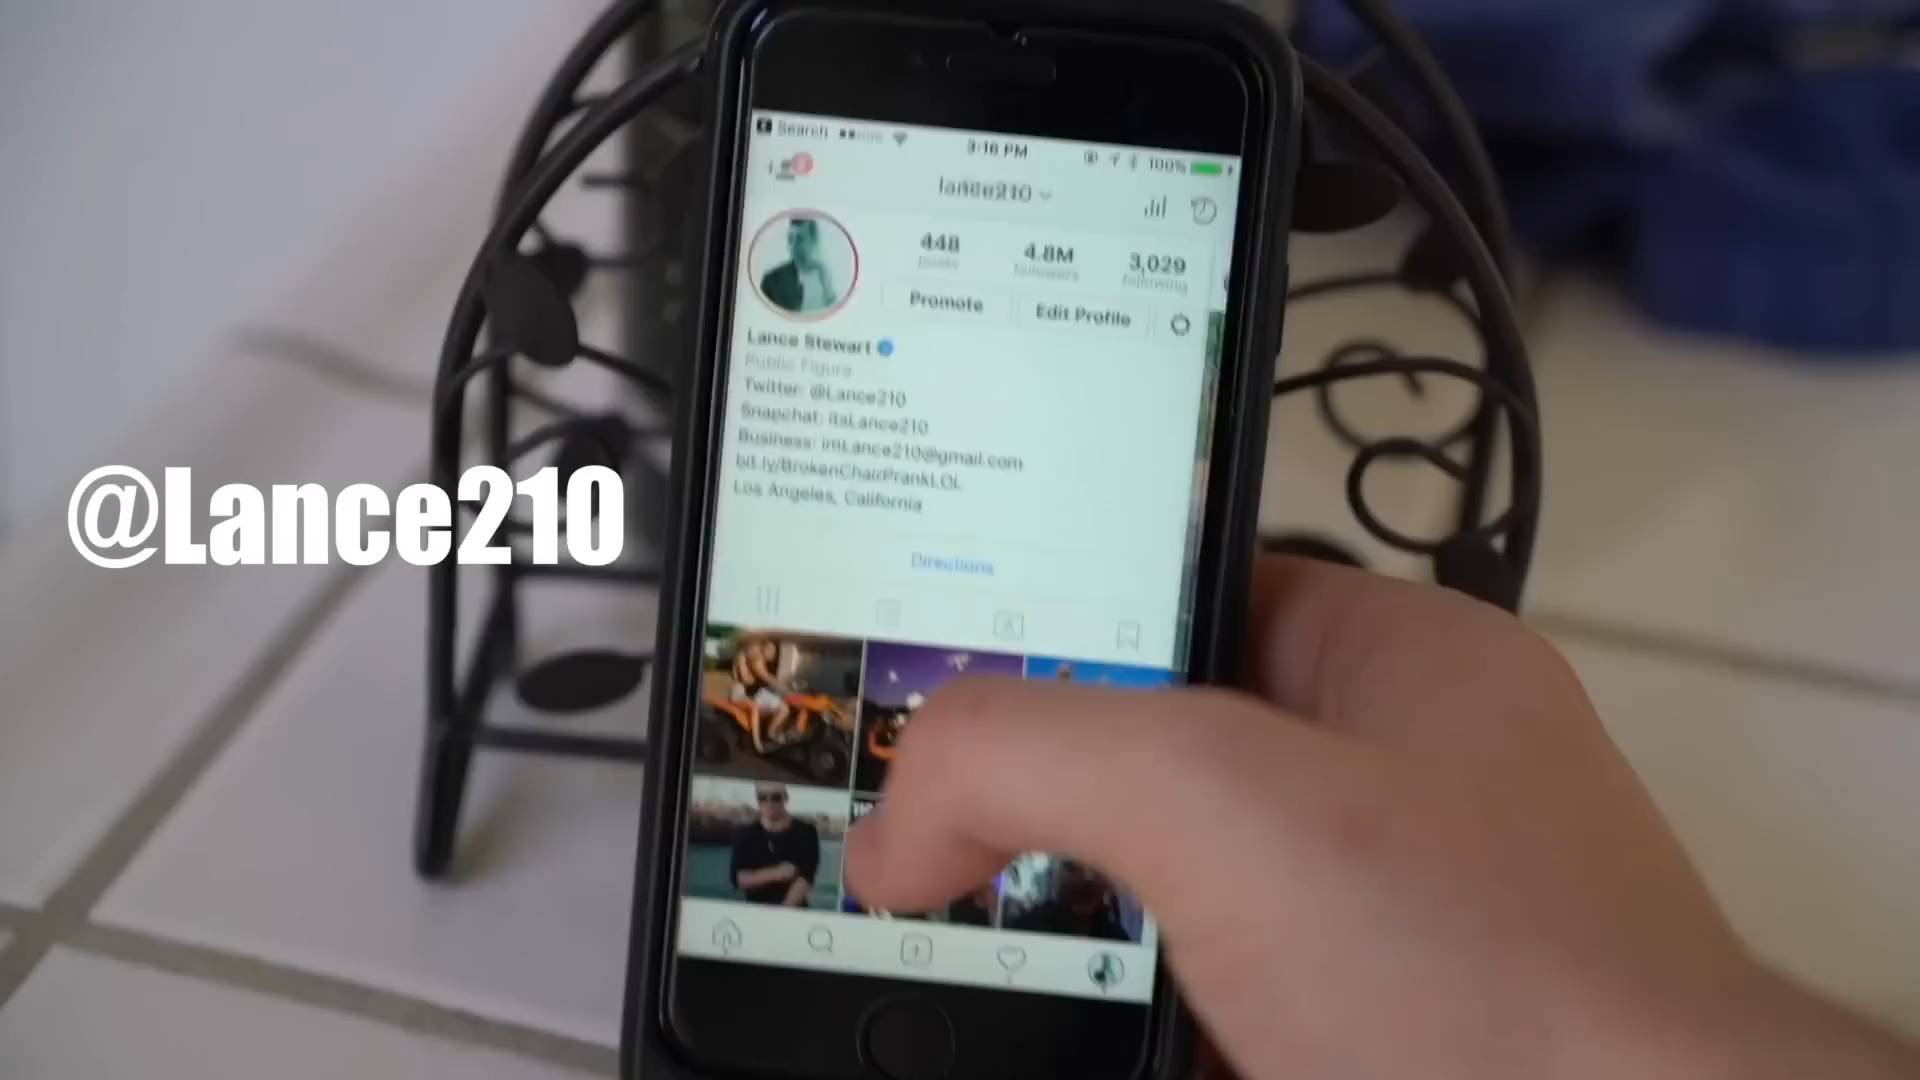 Search
3:16 PM
100%
lance210
448
4.8M
3,029
posts
followers
following
Promote
Edit Profile
Lance Stewart
Public Figure
Twitter: @Lance210
Snapchat: itsLance210
Business: imLance210@gmail.com
bit.ly/BrokenChairPrankLOL
Los Angeles, California
Directions
@Lance210